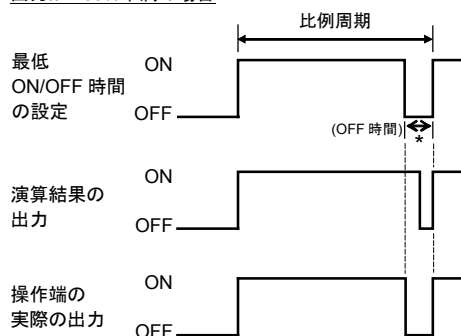 比例周期
最低
ON/OFF 時間
の設定
ON
OFF
(OFF 時間)
*
演算結果の
出力
ON
OFF
操作端の
実際の出力
ON
OFF